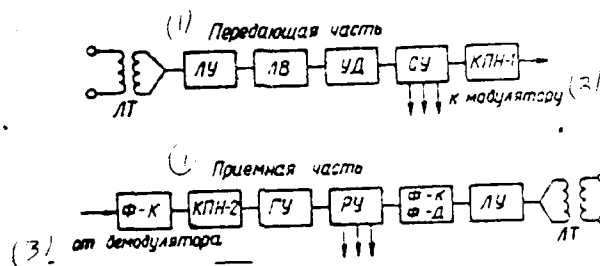 (1) Передающая часть
ЛТ ЛУ ЛВ УД СУ КПН-1
к модулятору (2)
(1) Приемная часть
Ф-К КПН-2 ГУ РУ Ф-К Ф-Д ЛУ ЛТ
(3) от демодулятора